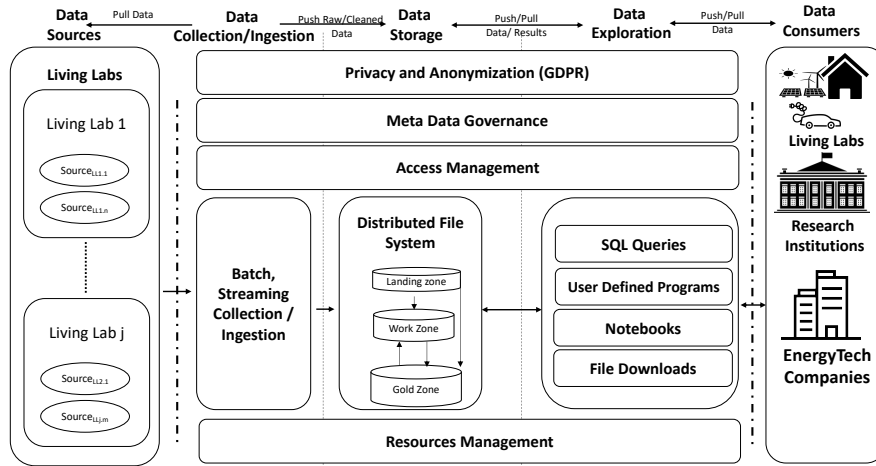 Data
Sources
Pull Data
Data
Collection/Ingestion
Push Raw/Cleaned
Data
Data
Storage
Push/Pull
Data/ Results
Data
Exploration
Push/Pull
Data
Data
Consumers
Living Labs
Living Lab 1
SourceLL1.1
SourceLL1.n
Living Lab j
SourceLL2.1
SourceLLj.m
Privacy and Anonymization (GDPR)
Meta Data Governance
Access Management
Batch,
Streaming
Collection /
Ingestion
Distributed File
System
Landing zone
Work Zone
Gold Zone
SQL Queries
User Defined Programs
Notebooks
File Downloads
Resources Management
Living Labs
Research
Institutions
EnergyTech
Companies